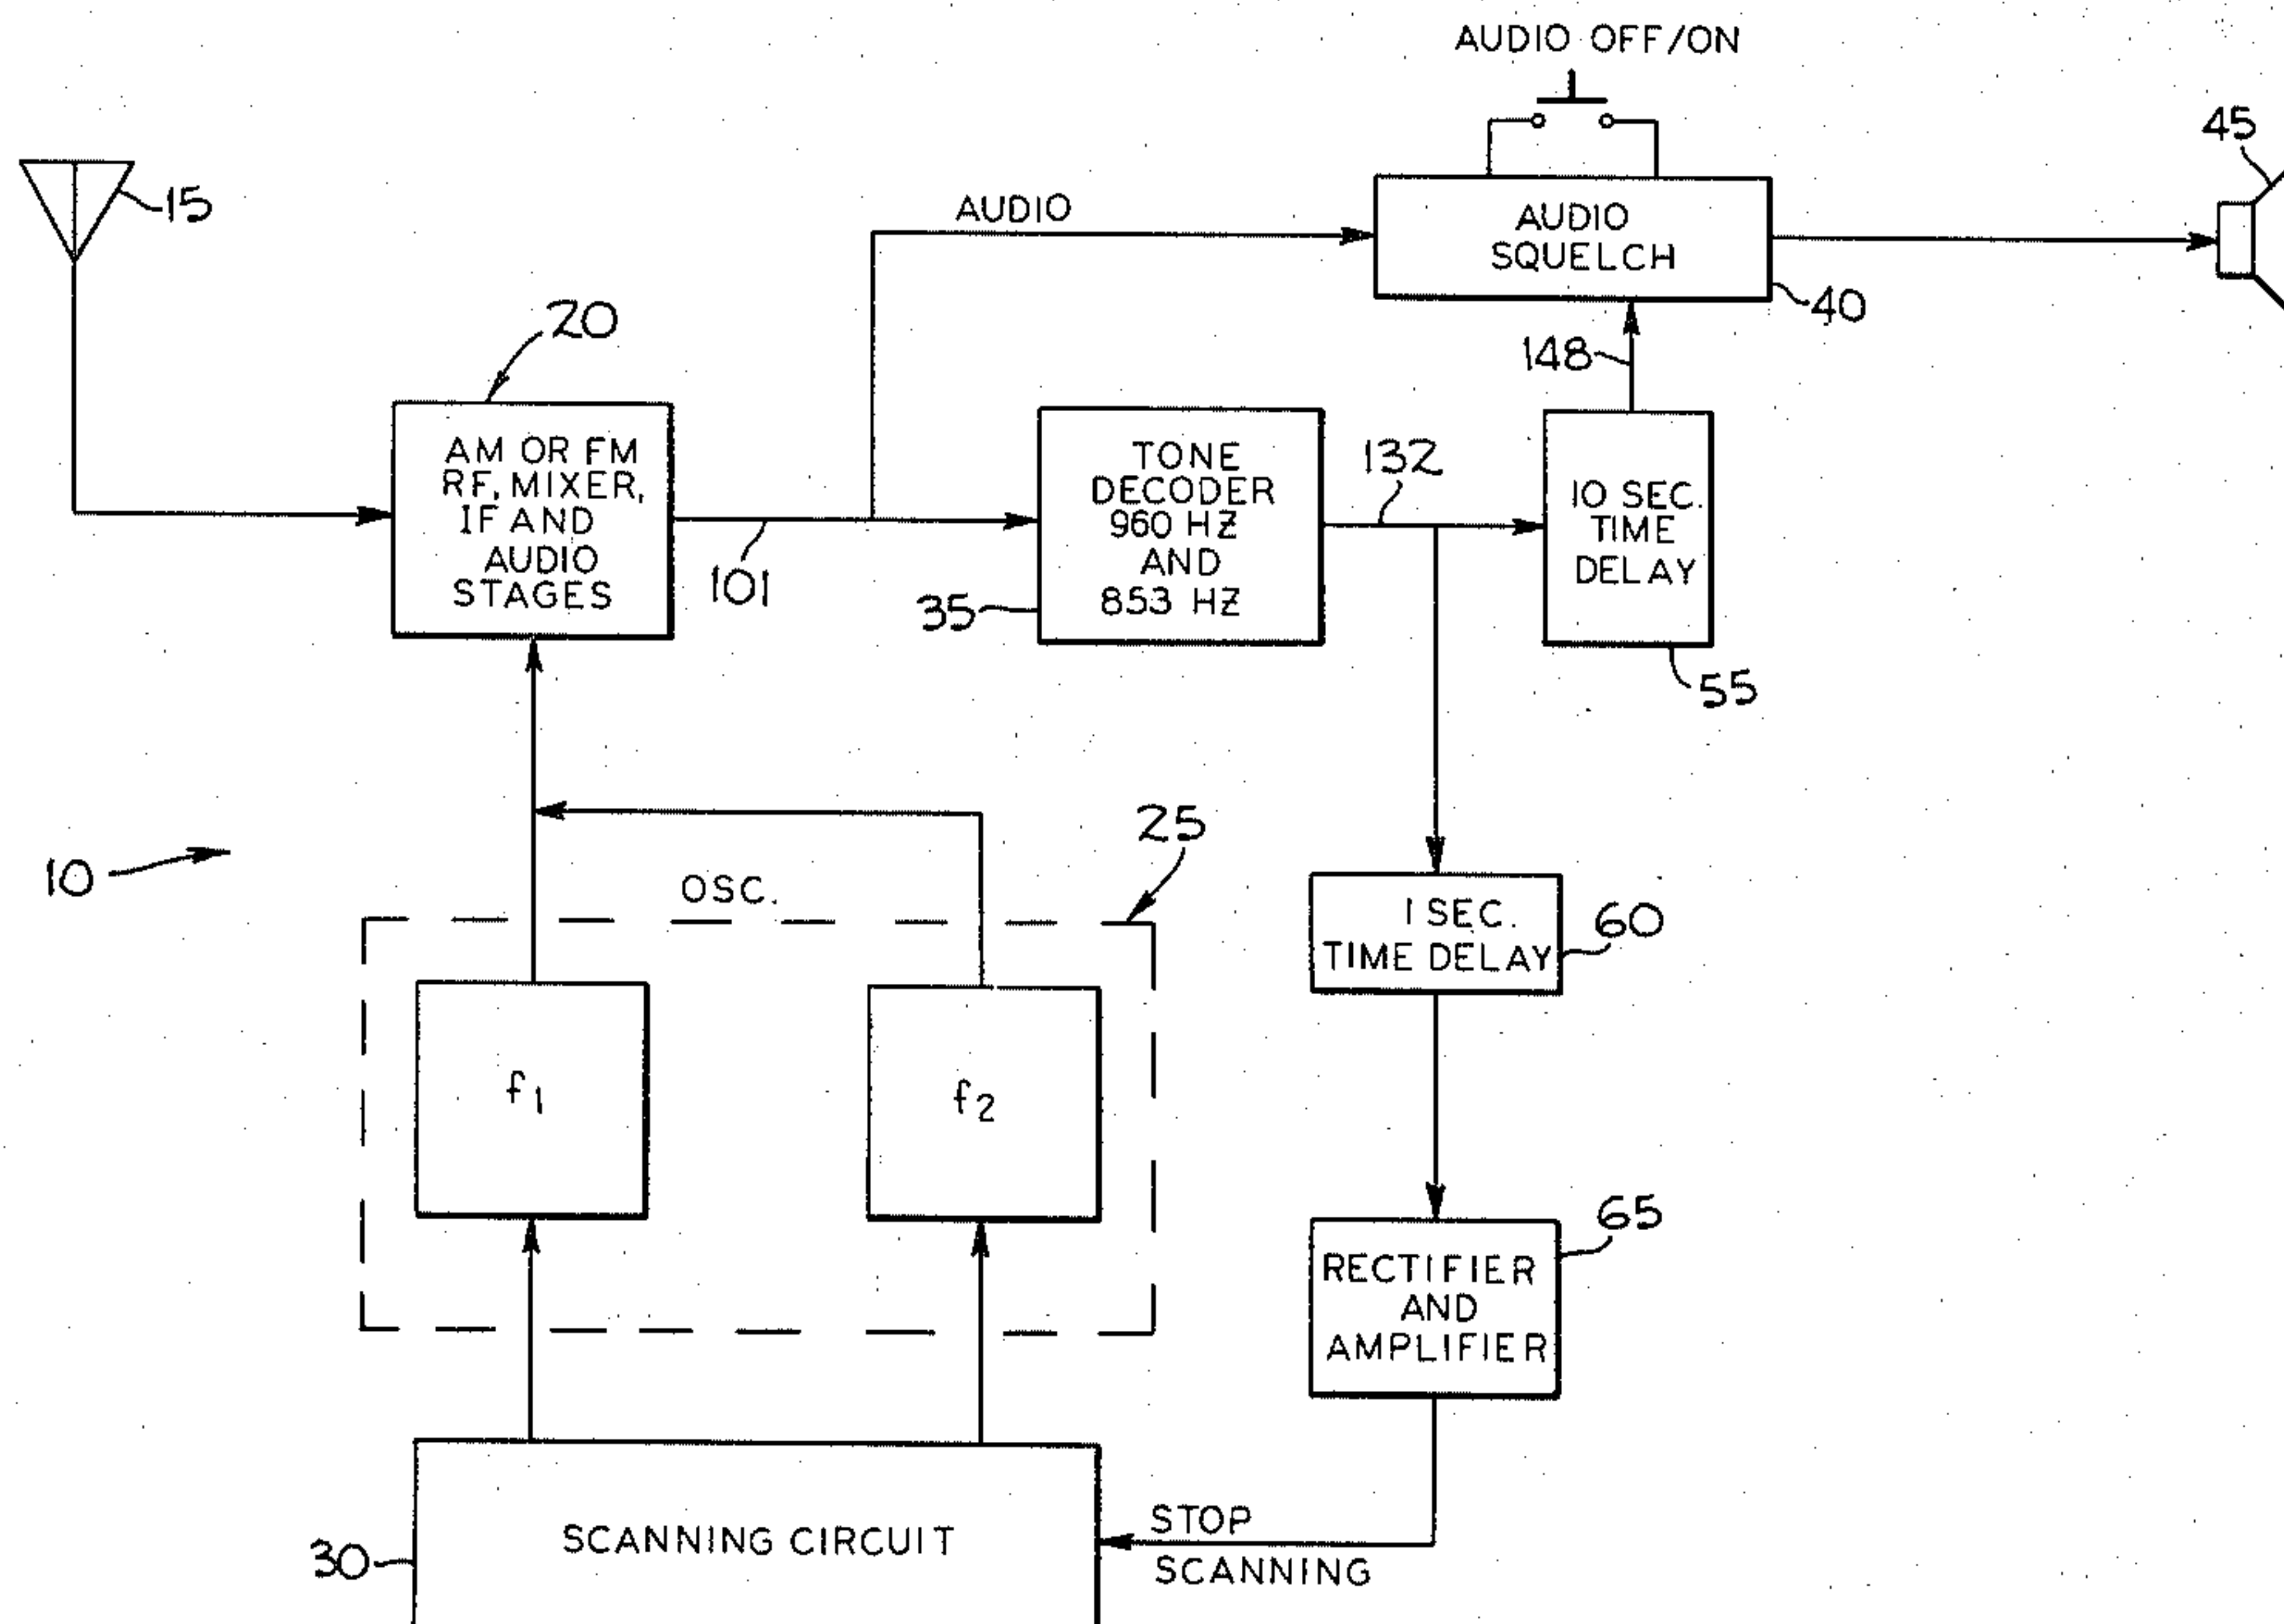 AUDIO OFF/ON
45
15
AUDIO
AUDIO
SQUELCH
40
20
148
AM OR FM
RF, MIXER,
IF AND
AUDIO
STAGES
101
TONE
DECODER
960 HZ
AND
853 HZ
35
132
10 SEC.
TIME
DELAY
55
10
OSC.
25
1 SEC.
TIME DELAY
60
f1
f2
65
RECTIFIER
AND
AMPLIFIER
30
SCANNING CIRCUIT
STOP
SCANNING